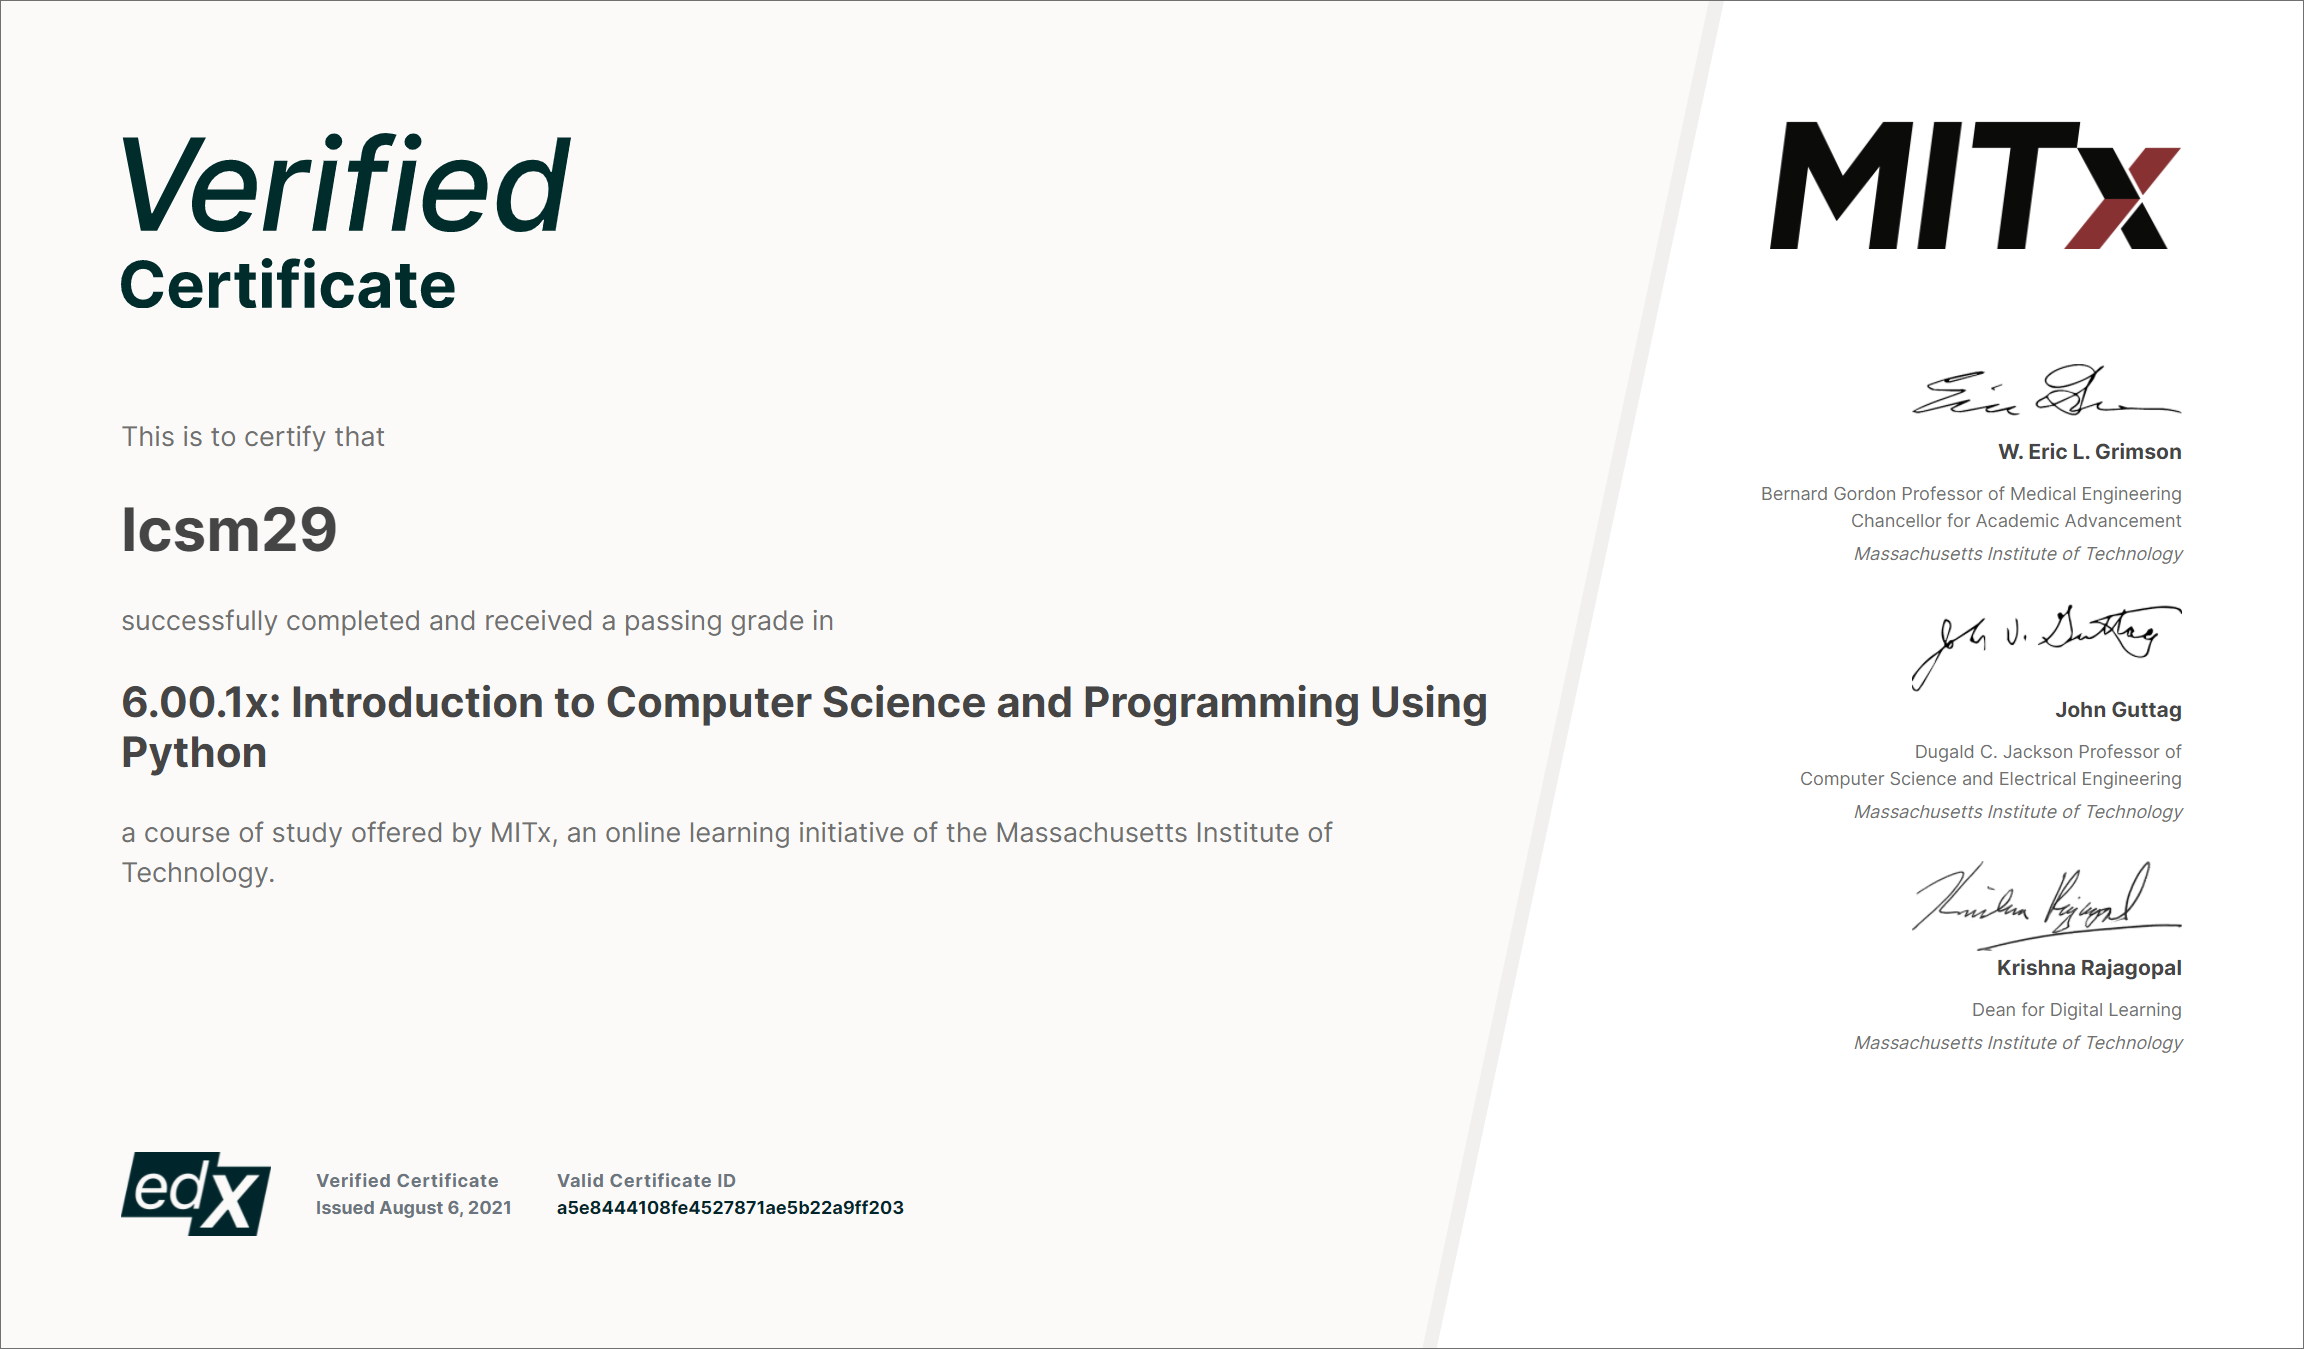 Verified
Certificate
This is to certify that
lcsm29
successfully completed and received a passing grade in
6.00.1x: Introduction to Computer Science and Programming Using
Python
a course of study offered by MITx, an online learning initiative of the Massachusetts Institute of
Technology.
edX
Verified Certificate
Issued August 6, 2021
Valid Certificate ID
a5e8444108fe4527871ae5b22a9ff203
MITx
Eric Grimson
W. Eric L. Grimson
Bernard Gordon Professor of Medical Engineering
Chancellor for Academic Advancement
Massachusetts Institute of Technology
John V. Guttag
John Guttag
Dugald C. Jackson Professor of
Computer Science and Electrical Engineering
Massachusetts Institute of Technology
Krishna Rajagopal
Krishna Rajagopal
Dean for Digital Learning
Massachusetts Institute of Technology